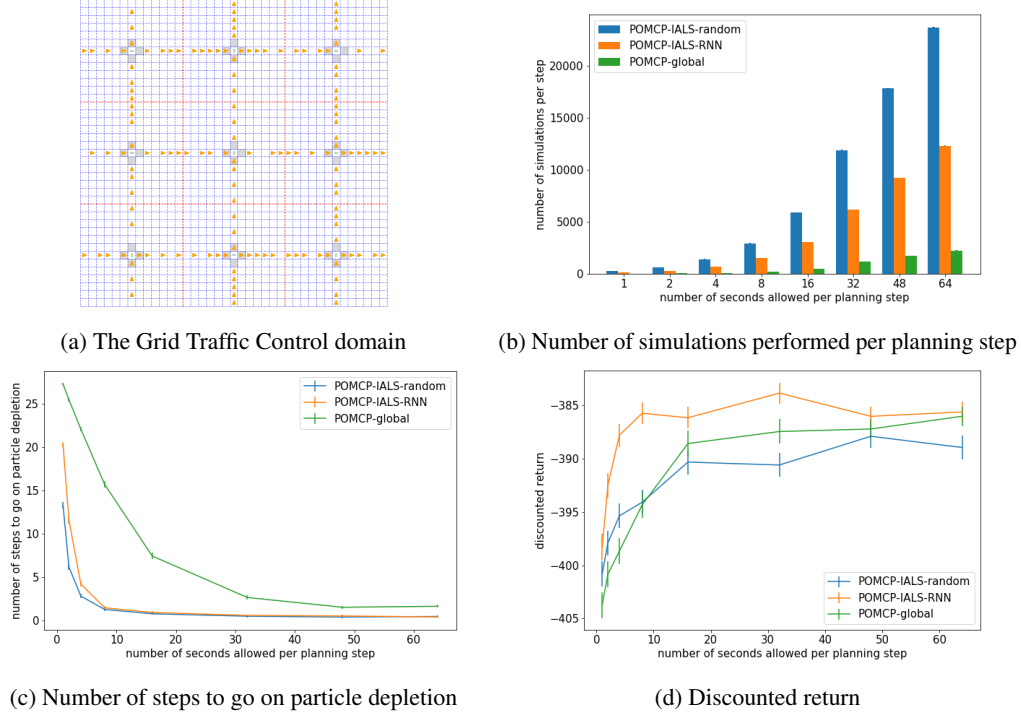 POMCP-IALS-random
POMCP-IALS-RNN
POMCP-global
number of simulations per step
20000
15000
10000
5000
0
1 2 4 8 16 32 48 64
number of seconds allowed per planning step
(a) The Grid Traffic Control domain
(b) Number of simulations performed per planning step
POMCP-IALS-random
POMCP-IALS-RNN
POMCP-global
number of steps to go on particle depletion
25
20
15
10
5
0
0 10 20 30 40 50 60
number of seconds allowed per planning step
(c) Number of steps to go on particle depletion
discounted return
−385
−390
−395
−400
−405
POMCP-IALS-random
POMCP-IALS-RNN
POMCP-global
0 10 20 30 40 50 60
number of seconds allowed per planning step
(d) Discounted return